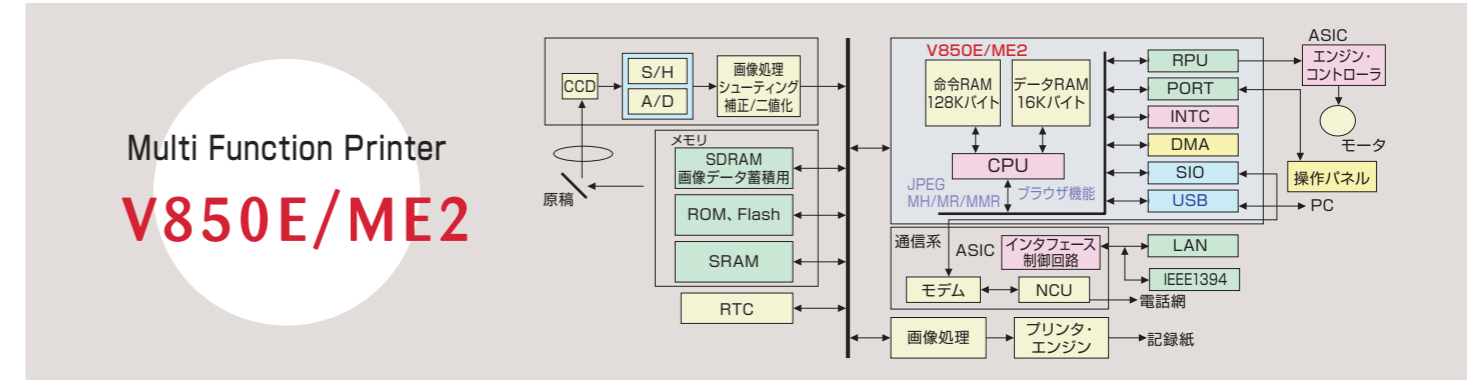 Multi Function Printer
V850E/ME2
CCD
S/H
A/D
画像処理
シューティング
補正/二値化
原稿
メモリ
SDRAM
画像データ蓄積用
ROM、Flash
SRAM
RTC
V850E/ME2
命令RAM
128Kバイト
データRAM
16Kバイト
CPU
JPEG
MH/MR/MMR
ブラウザ機能
RPU
PORT
INTC
DMA
SIO
USB
ASIC
エンジン・
コントローラ
モータ
操作パネル
PC
通信系
ASIC
インタフェース
制御回路
モデム
NCU
LAN
IEEE1394
電話網
画像処理
プリンタ・
エンジン
記録紙